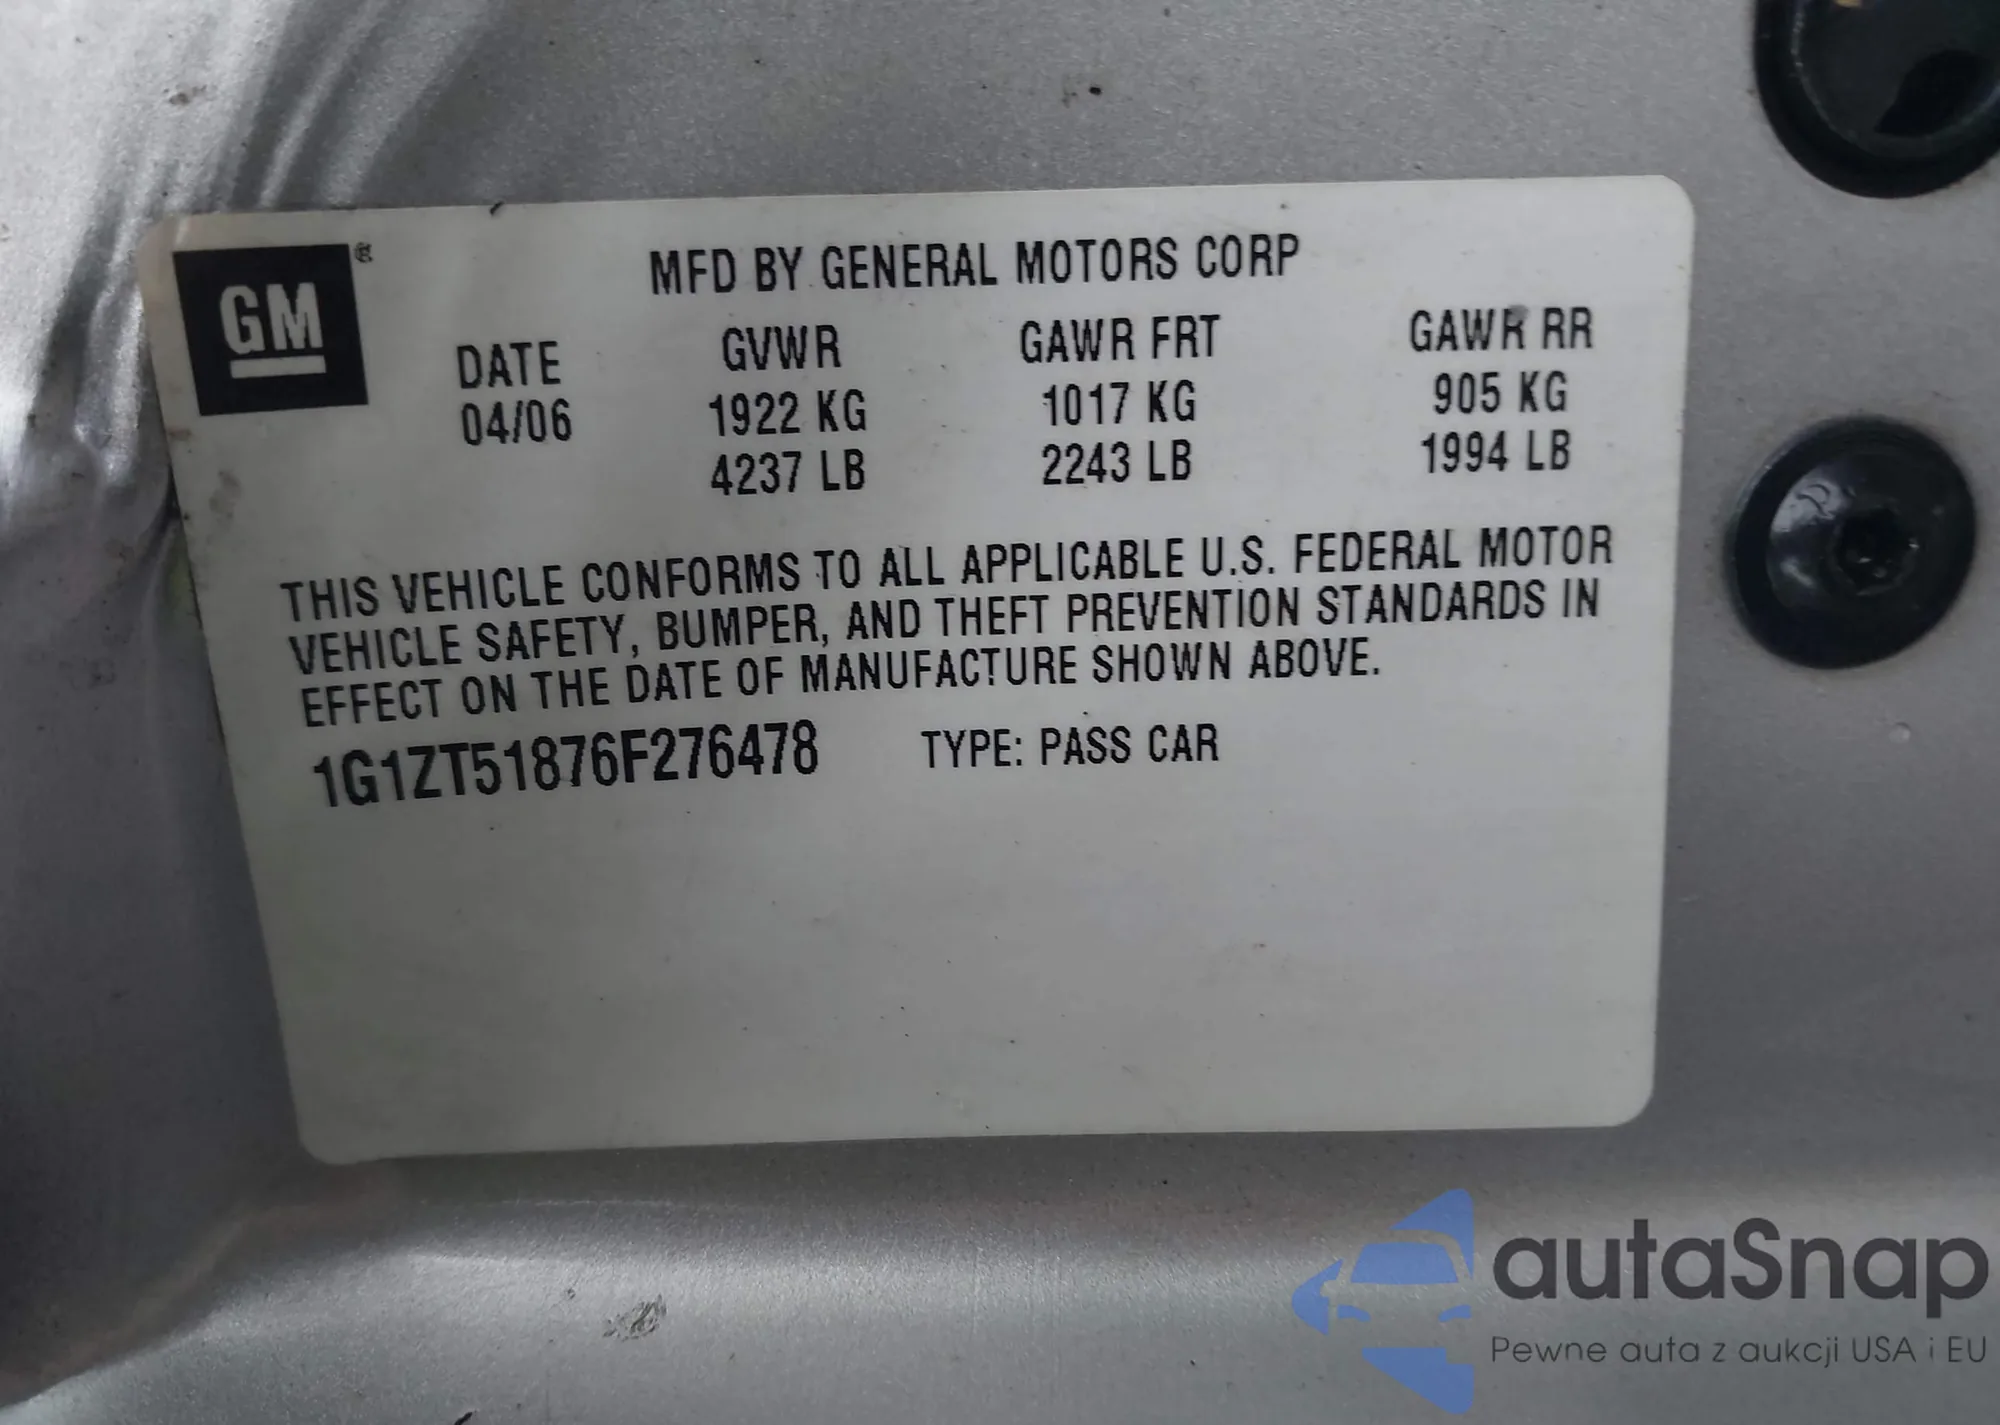 GM ®
MFD BY GENERAL MOTORS CORP
DATE GVWR GAWR FRT GAWR RR
04/06 1922 KG 1017 KG 905 KG
4237 LB 2243 LB 1994 LB
THIS VEHICLE CONFORMS TO ALL APPLICABLE U.S. FEDERAL MOTOR
VEHICLE SAFETY, BUMPER, AND THEFT PREVENTION STANDARDS IN
EFFECT ON THE DATE OF MANUFACTURE SHOWN ABOVE.
1G1ZT51876F276478 TYPE: PASS CAR
autaSnap
Pewne auta z aukcji USA i EU